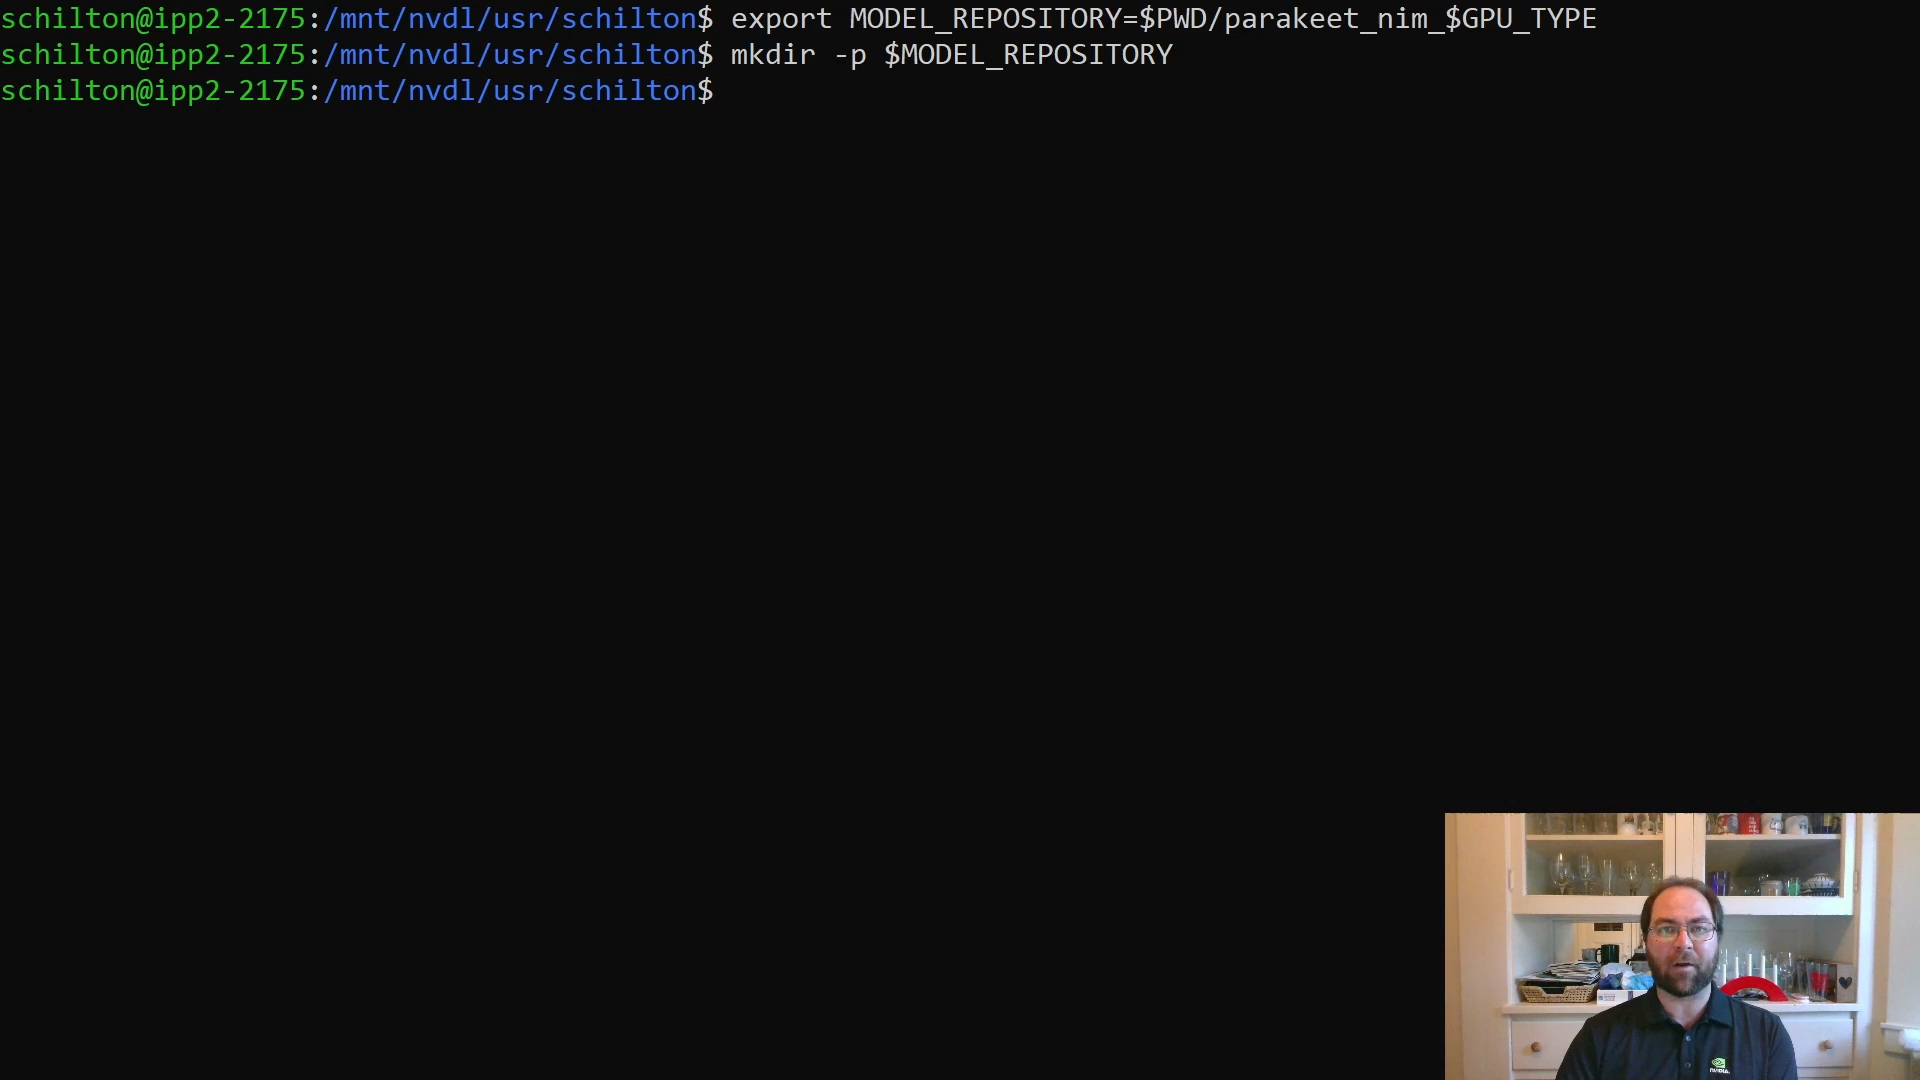 schilton@ipp2-2175:/mnt/nvdl/usr/schilton$ export MODEL_REPOSITORY=$PWD/parakeet_nim_$GPU_TYPE
schilton@ipp2-2175:/mnt/nvdl/usr/schilton$ mkdir -p $MODEL_REPOSITORY
schilton@ipp2-2175:/mnt/nvdl/usr/schilton$
NVIDIA